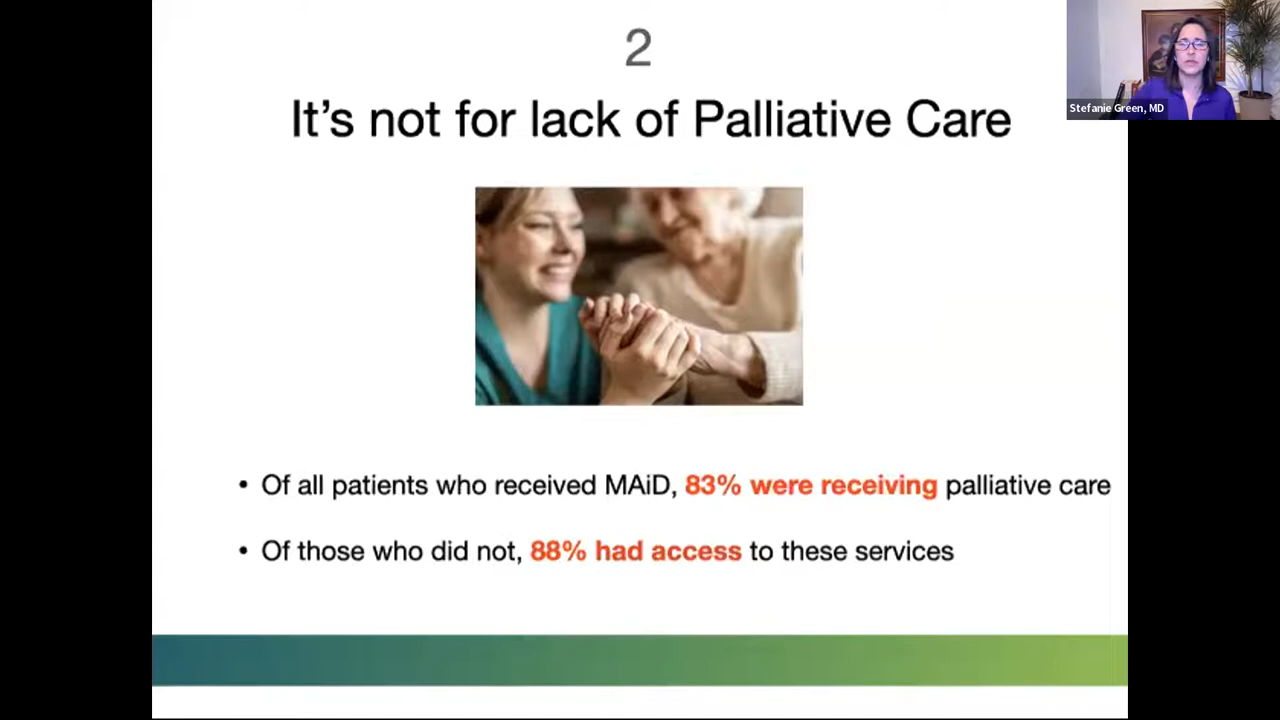 2
It's not for lack of Palliative Care
Stefanie Green, MD
• Of all patients who received MAiD, 83% were receiving palliative care
• Of those who did not, 88% had access to these services